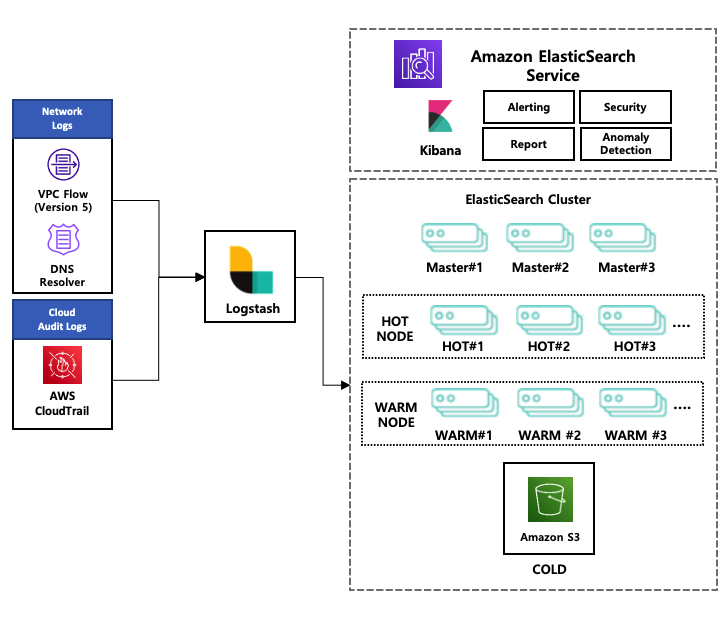 Amazon ElasticSearch
Service
Kibana
Alerting
Security
Report
Anomaly
Detection
Network
Logs
VPC Flow
(Version 5)
DNS
Resolver
Cloud
Audit Logs
AWS
CloudTrail
Logstash
ElasticSearch Cluster
Master#1
Master#2
Master#3
HOT
NODE
HOT#1
HOT#2
HOT#3
....
WARM
NODE
WARM#1
WARM #2
WARM #3
....
Amazon S3
COLD